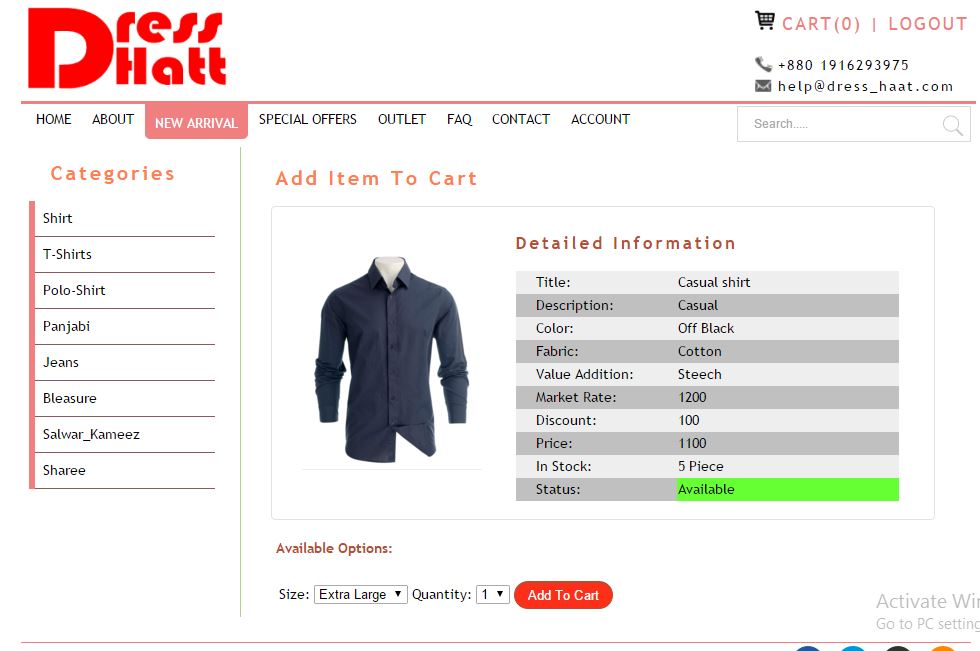 Dress
Hatt
CART(0) | LOGOUT
+880 1916293975
help@dress_haat.com
HOME ABOUT NEW ARRIVAL SPECIAL OFFERS OUTLET FAQ CONTACT ACCOUNT
Search.....
Categories
Shirt
T-Shirts
Polo-Shirt
Panjabi
Jeans
Bleasure
Salwar_Kameez
Sharee
Add Item To Cart
Detailed Information
Title: Casual shirt
Description: Casual
Color: Off Black
Fabric: Cotton
Value Addition: Steech
Market Rate: 1200
Discount: 100
Price: 1100
In Stock: 5 Piece
Status: Available
Available Options:
Size: Extra Large Quantity: 1 Add To Cart
Activate Wi
Go to PC setting